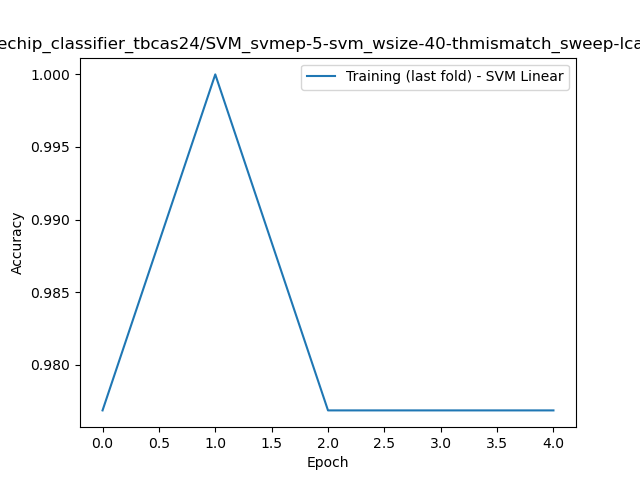 echip_classifier_tbcas24/SVM_svmep-5-svm_wsize-40-thmismatch_sweep-lca
Training (last fold) - SVM Linear
1.000
0.995
0.990
0.985
0.980
Accuracy
0.0 0.5 1.0 1.5 2.0 2.5 3.0 3.5 4.0
Epoch